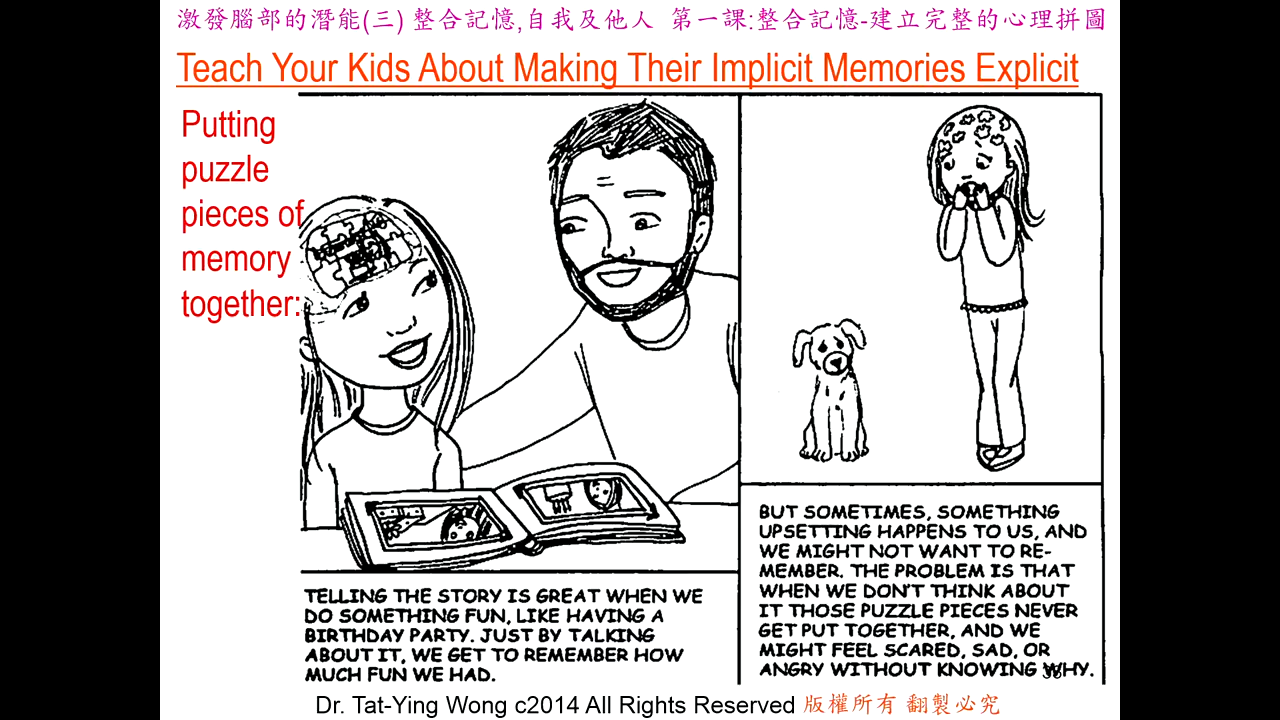 激發腦部的潛能(三) 整合記憶,自我及他人 第一課:整合記憶-建立完整的心理拼圖
Teach Your Kids About Making Their Implicit Memories Explicit
Putting
puzzle
pieces of
memory
together:
TELLING THE STORY IS GREAT WHEN WE
DO SOMETHING FUN, LIKE HAVING A
BIRTHDAY PARTY. JUST BY TALKING
ABOUT IT, WE GET TO REMEMBER HOW
MUCH FUN WE HAD.
BUT SOMETIMES, SOMETHING
UPSETTING HAPPENS TO US, AND
WE MIGHT NOT WANT TO RE-
MEMBER. THE PROBLEM IS THAT
WHEN WE DON'T THINK ABOUT
IT THOSE PUZZLE PIECES NEVER
GET PUT TOGETHER, AND WE
MIGHT FEEL SCARED, SAD, OR
ANGRY WITHOUT KNOWING WHY.
Dr. Tat-Ying Wong c2014 All Rights Reserved 版權所有 翻製必究